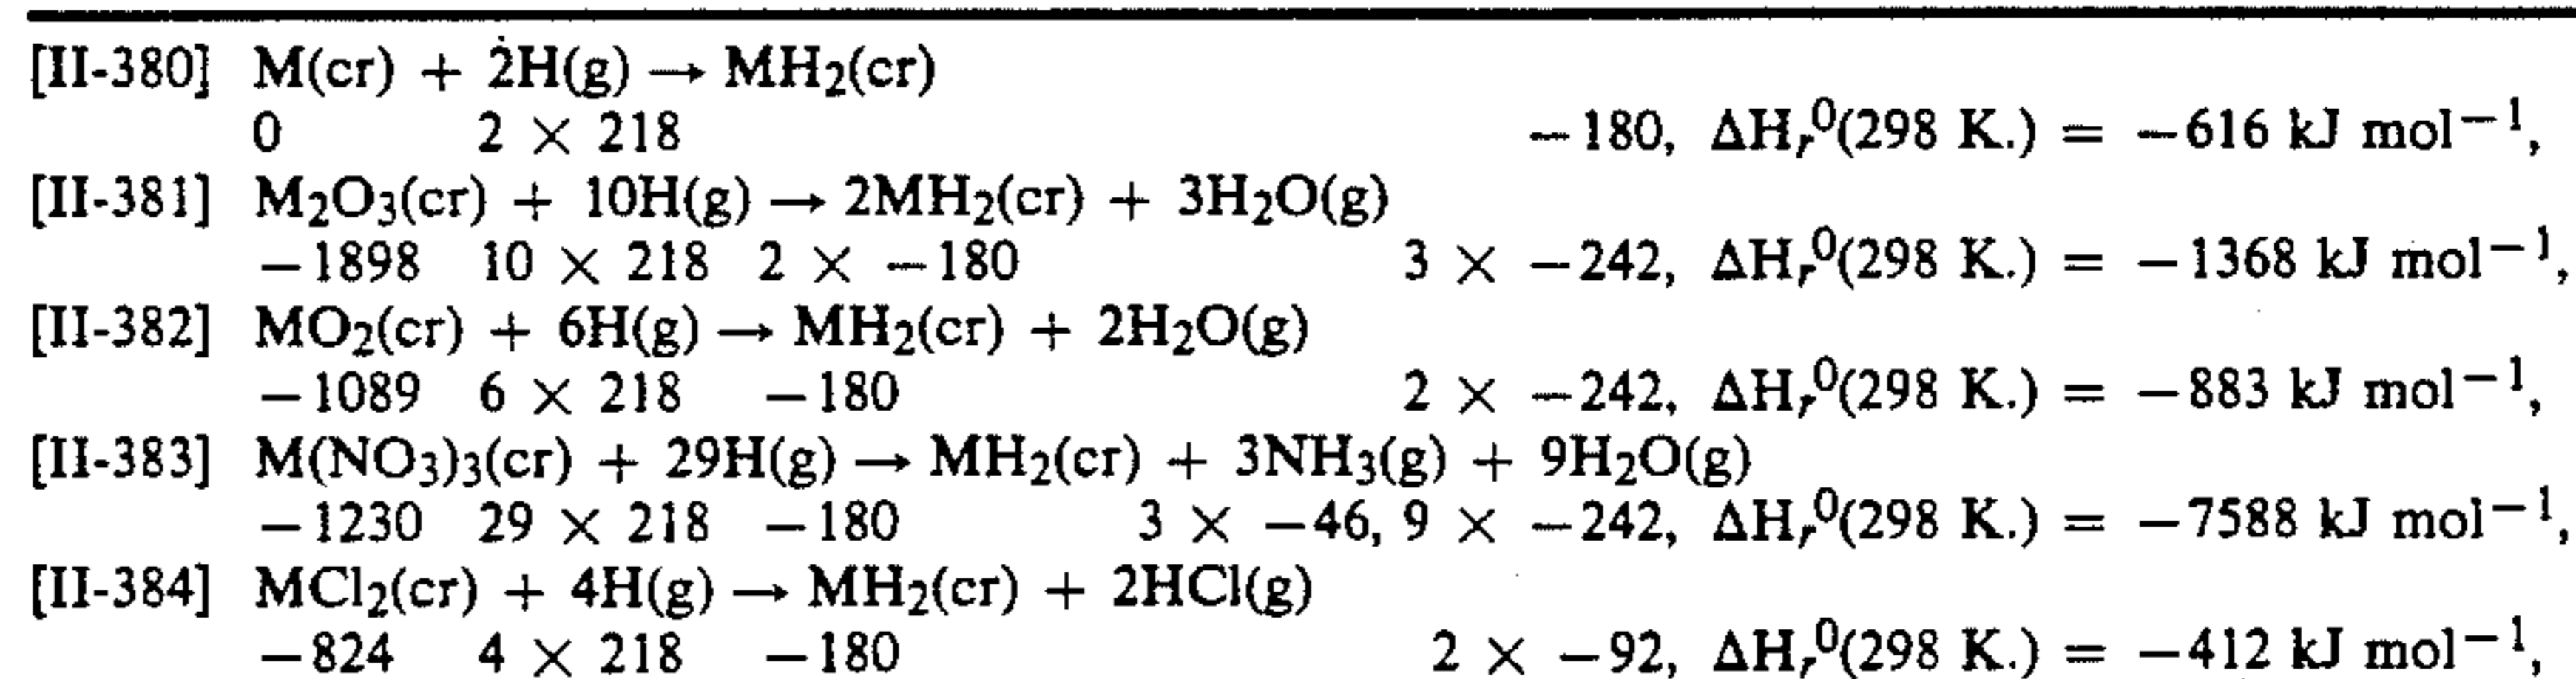 [II-380] M(cr) + 2H(g) → MH₂(cr)
0 2 × 218 −180, ΔHᵣ⁰(298 K.) = −616 kJ mol⁻¹,
[II-381] M₂O₃(cr) + 10H(g) → 2MH₂(cr) + 3H₂O(g)
−1898 10 × 218 2 × −180 3 × −242, ΔHᵣ⁰(298 K.) = −1368 kJ mol⁻¹,
[II-382] MO₂(cr) + 6H(g) → MH₂(cr) + 2H₂O(g)
−1089 6 × 218 −180 2 × −242, ΔHᵣ⁰(298 K.) = −883 kJ mol⁻¹,
[II-383] M(NO₃)₃(cr) + 29H(g) → MH₂(cr) + 3NH₃(g) + 9H₂O(g)
−1230 29 × 218 −180 3 × −46, 9 × −242, ΔHᵣ⁰(298 K.) = −7588 kJ mol⁻¹,
[II-384] MCl₂(cr) + 4H(g) → MH₂(cr) + 2HCl(g)
−824 4 × 218 −180 2 × −92, ΔHᵣ⁰(298 K.) = −412 kJ mol⁻¹,